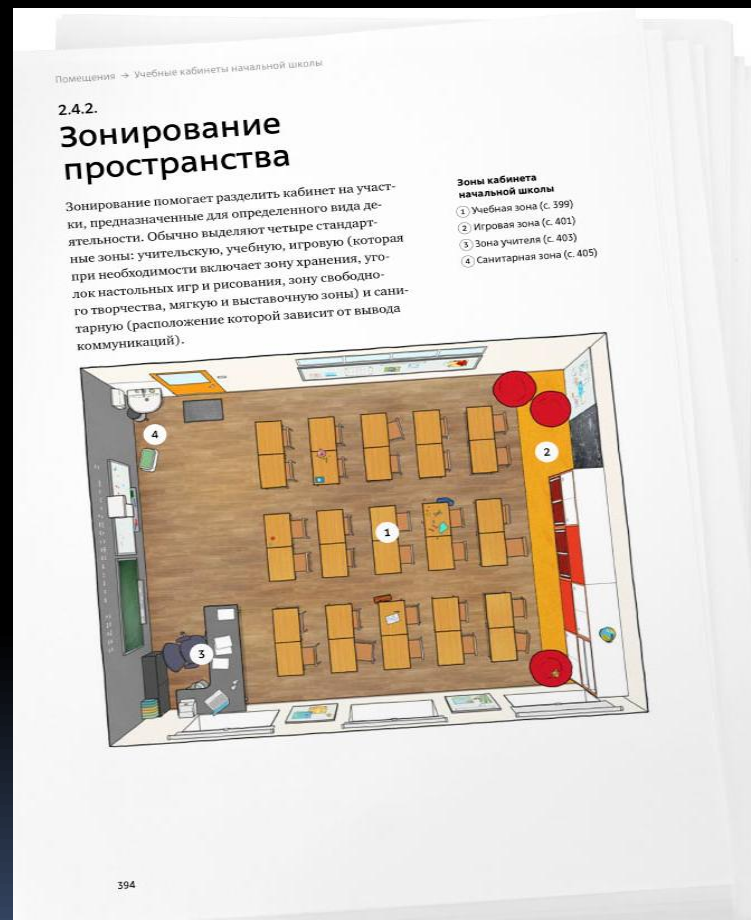 Помещения → Учебные кабинеты начальной школы
2.4.2.
Зонирование
пространства
Зонирование помогает разделить кабинет на участ-
ки, предназначенные для определенного вида де-
ятельности. Обычно выделяют четыре стандарт-
ные зоны: учительскую, учебную, игровую (которая
при необходимости включает зону хранения, уго-
лок настольных игр и рисования, зону свободно-
го творчества, мягкую и выставочную зоны) и сани-
тарную (расположение которой зависит от вывода
коммуникаций).
Зоны кабинета
начальной школы
1 Учебная зона (с. 399)
2 Игровая зона (с. 401)
3 Зона учителя (с. 403)
4 Санитарная зона (с. 405)
4
2
1
3
394